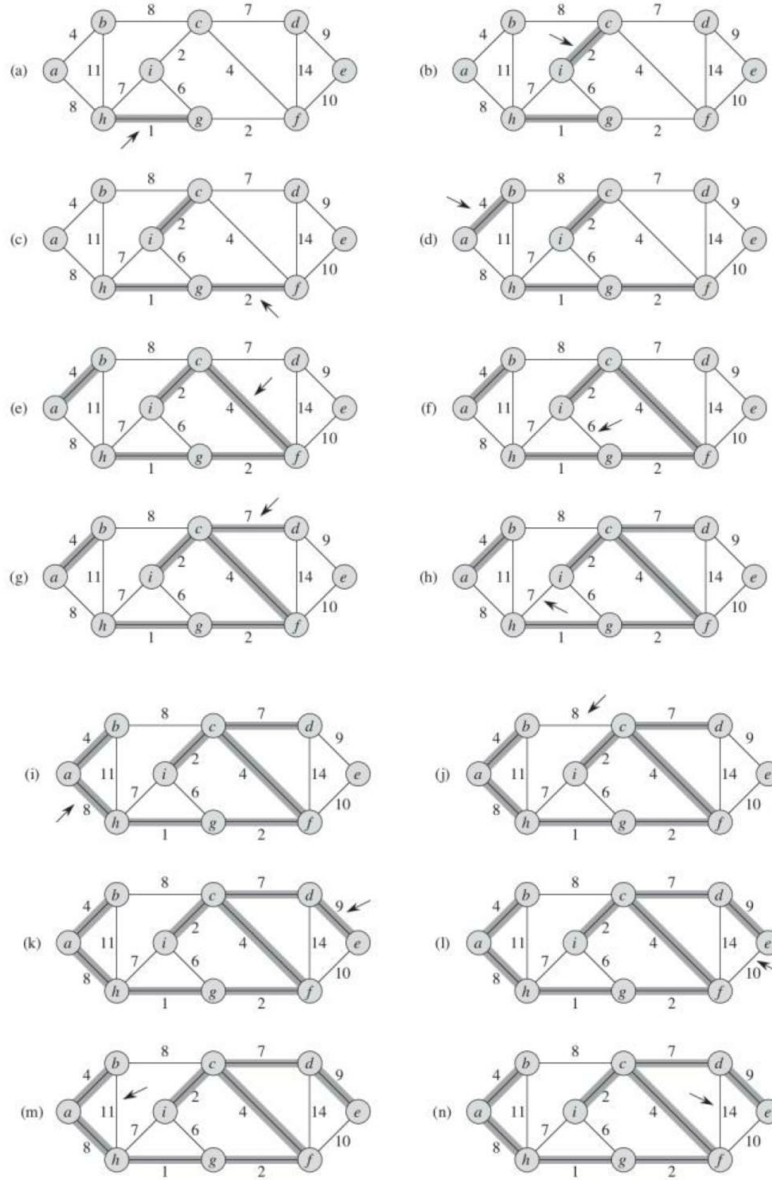 8 7
b c d
4 9
2
(a) a 11 i 4 14 e
7 6 10
8
h g f
1 2
8 7
b c d
4 9
2
(b) a 11 i 4 14 e
7 6 10
8
h g f
1 2
8 7
b c d
4 9
2
(c) a 11 i 4 14 e
7 6 10
8
h g f
1 2
8 7
b c d
4 9
2
(d) a 11 i 4 14 e
7 6 10
8
h g f
1 2
8 7
b c d
4 9
2
(e) a 11 i 4 14 e
7 6 10
8
h g f
1 2
8 7
b c d
4 9
2
(f) a 11 i 4 14 e
7 6 10
8
h g f
1 2
8 7
b c d
4 9
2
(g) a 11 i 4 14 e
7 6 10
8
h g f
1 2
8 7
b c d
4 9
2
(h) a 11 i 4 14 e
7 6 10
8
h g f
1 2
8 7
b c d
4 9
2
(i) a 11 i 4 14 e
7 6 10
8
h g f
1 2
8 7
b c d
4 9
2
(j) a 11 i 4 14 e
7 6 10
8
h g f
1 2
8 7
b c d
4 9
2
(k) a 11 i 4 14 e
7 6 10
8
h g f
1 2
8 7
b c d
4 9
2
(l) a 11 i 4 14 e
7 6 10
8
h g f
1 2
8 7
b c d
4 9
2
(m) a 11 i 4 14 e
7 6 10
8
h g f
1 2
8 7
b c d
4 9
2
(n) a 11 i 4 14 e
7 6 10
8
h g f
1 2